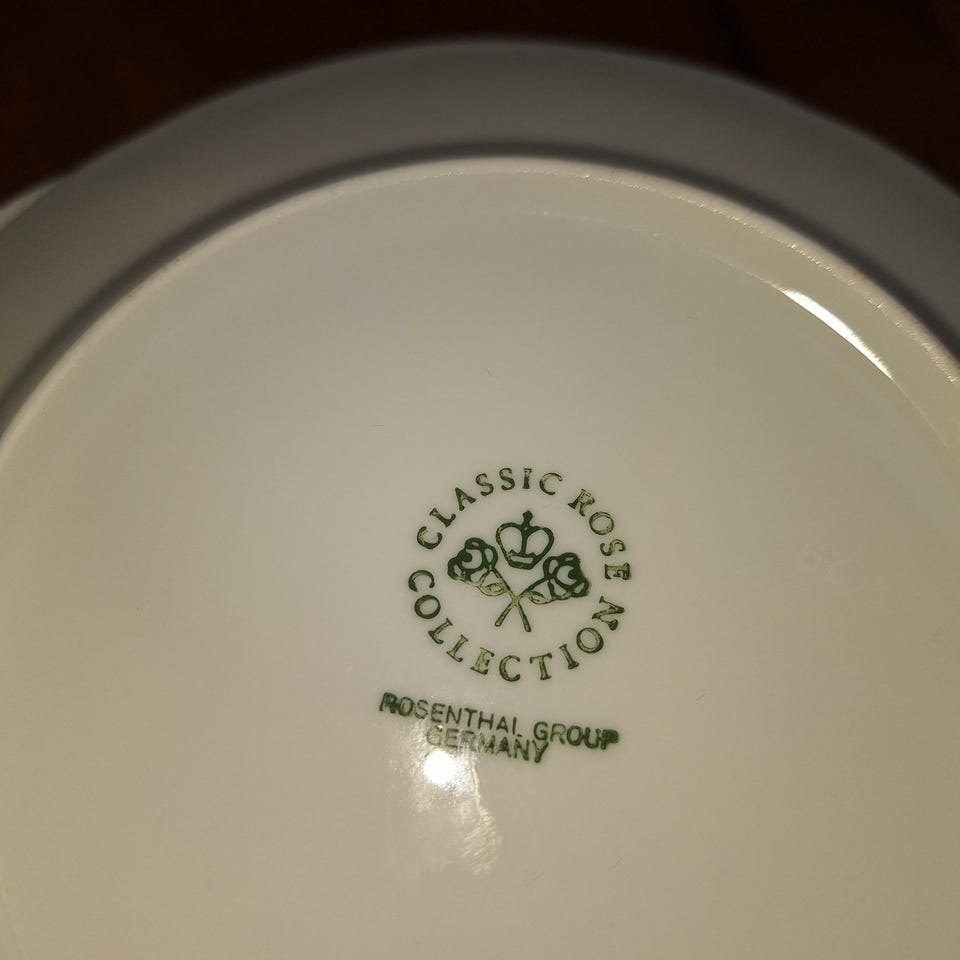 CLASSIC ROSE
COLLECTION
ROSENTHAL GROUP
GERMANY